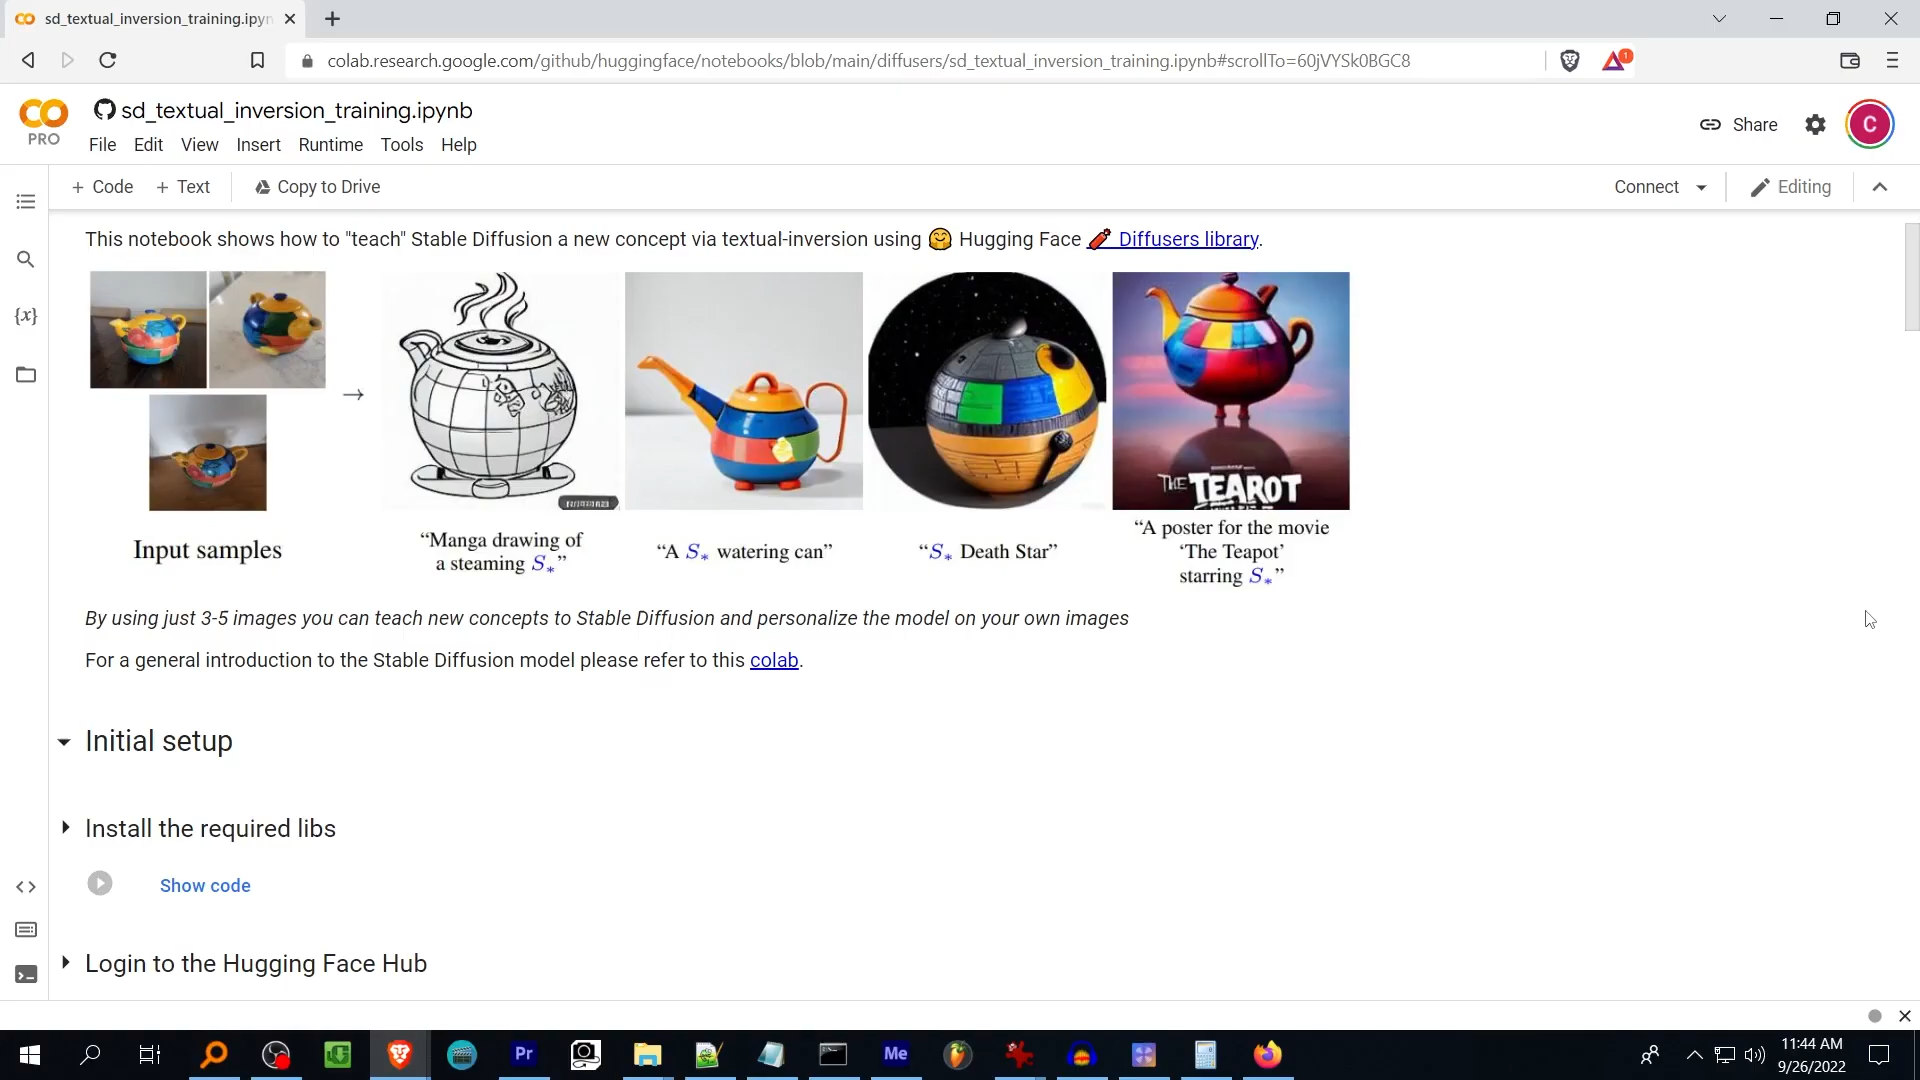 sd_textual_inversion_training.ipyn
colab.research.google.com/github/huggingface/notebooks/blob/main/diffusers/sd_textual_inversion_training.ipynb#scrollTo=60jVYSk0BGC8
1
PRO
sd_textual_inversion_training.ipynb
File Edit View Insert Runtime Tools Help
Share
C
+ Code + Text Copy to Drive
Connect
Editing
This notebook shows how to "teach" Stable Diffusion a new concept via textual-inversion using 🤗 Hugging Face 🧨 Diffusers library.
{x}
THE TEAROT
Input samples
“Manga drawing of
a steaming S*”
“A S* watering can”
“S* Death Star”
“A poster for the movie
‘The Teapot’
starring S*”
By using just 3-5 images you can teach new concepts to Stable Diffusion and personalize the model on your own images
For a general introduction to the Stable Diffusion model please refer to this colab.
Initial setup
Install the required libs
Show code
Login to the Hugging Face Hub
Pr
Me
11:44 AM
9/26/2022